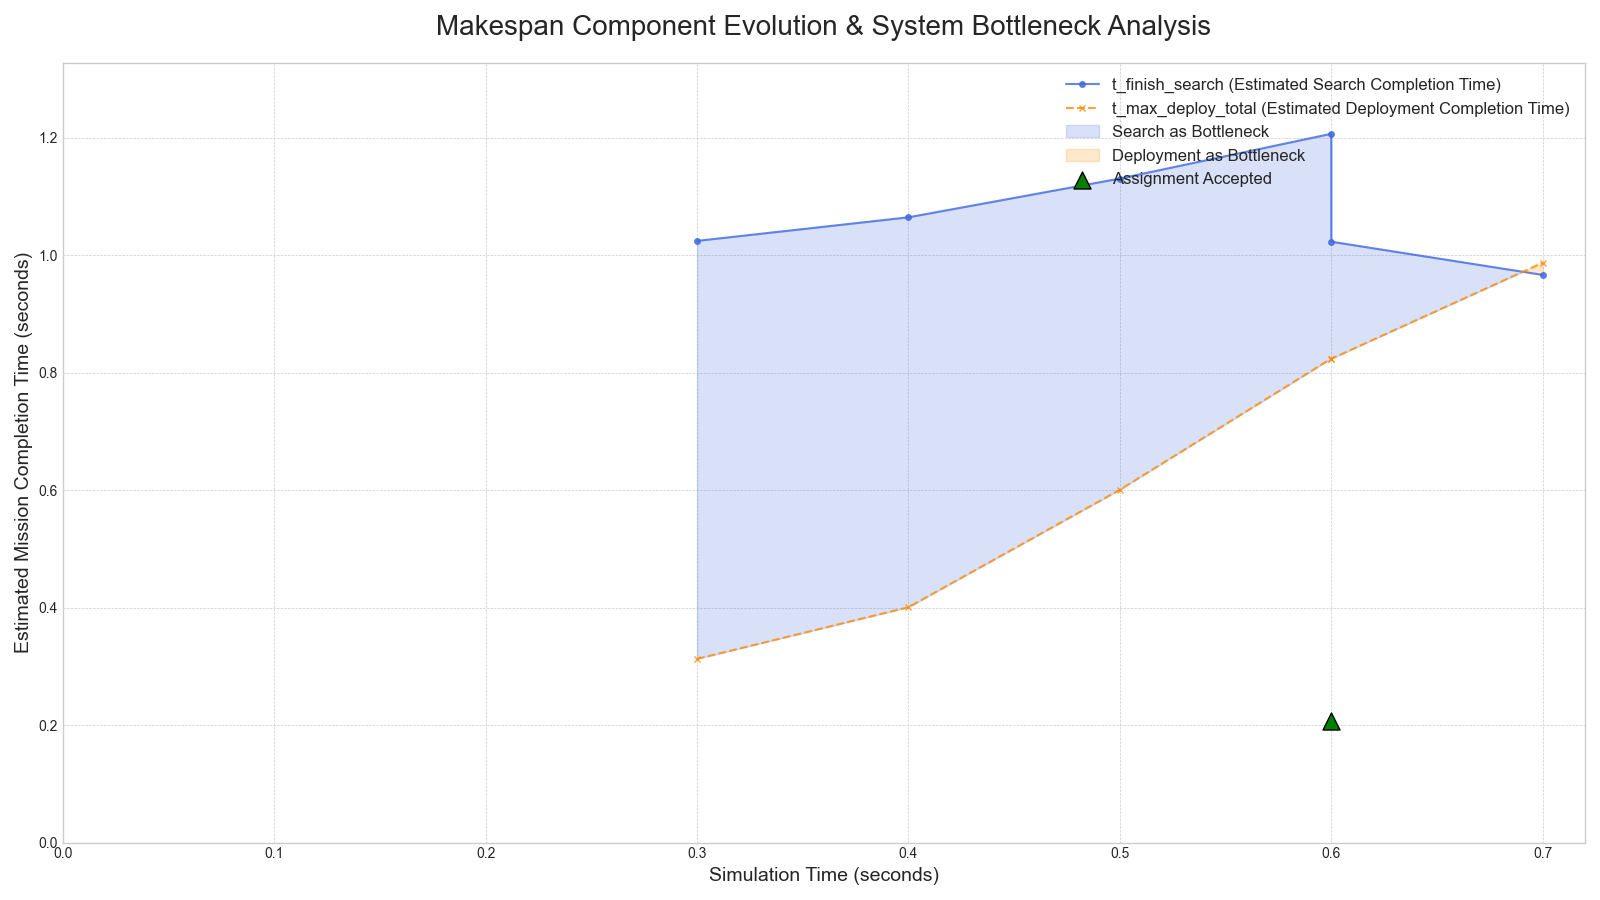 Makespan Component Evolution & System Bottleneck Analysis
t_finish_search (Estimated Search Completion Time)
t_max_deploy_total (Estimated Deployment Completion Time)
Search as Bottleneck
Deployment as Bottleneck
Assignment Accepted
Estimated Mission Completion Time (seconds)
1.2
1.0
0.8
0.6
0.4
0.2
0.0
0.0 0.1 0.2 0.3 0.4 0.5 0.6 0.7
Simulation Time (seconds)